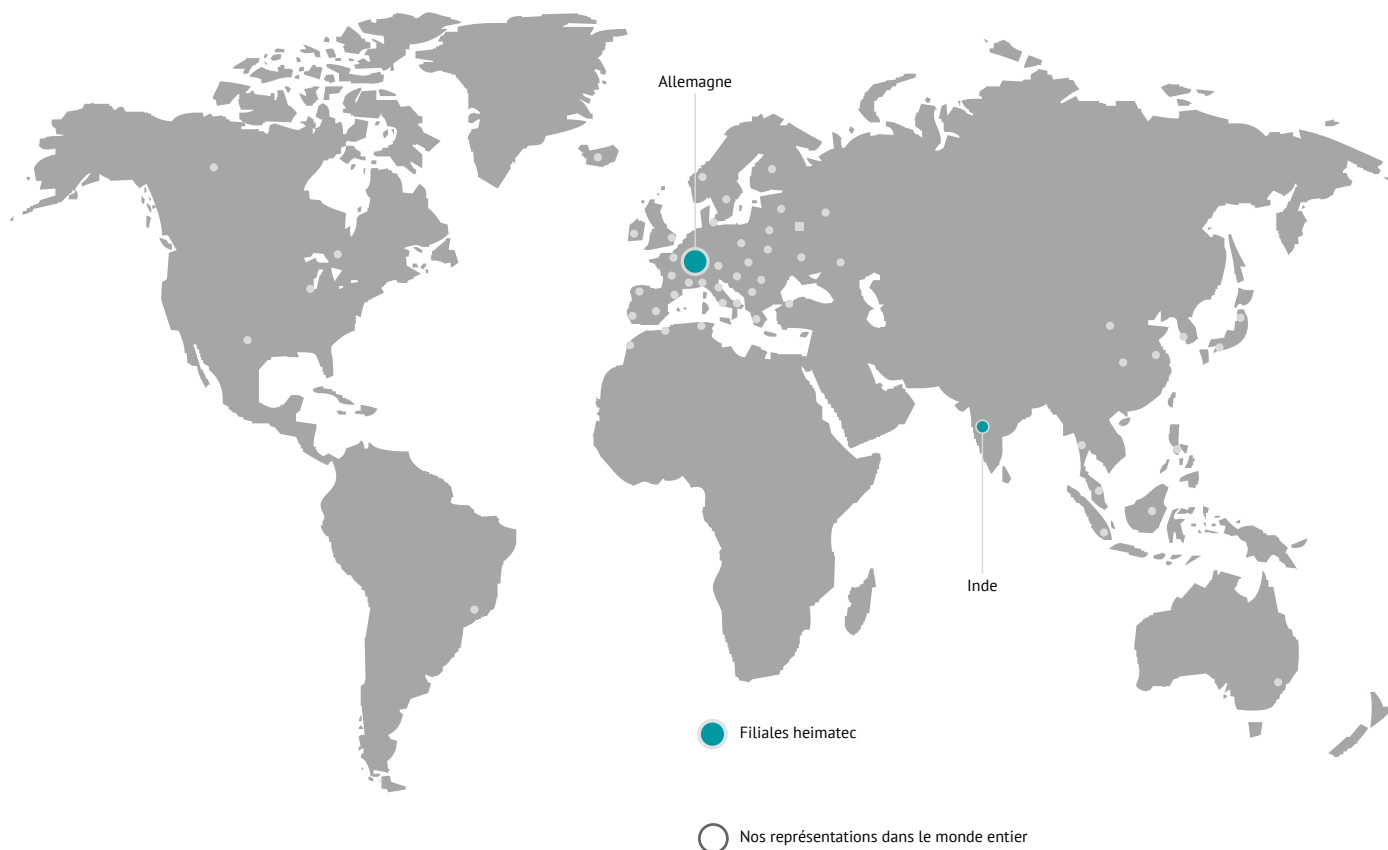 Allemagne
Inde
Filiales heimatec
Nos représentations dans le monde entier